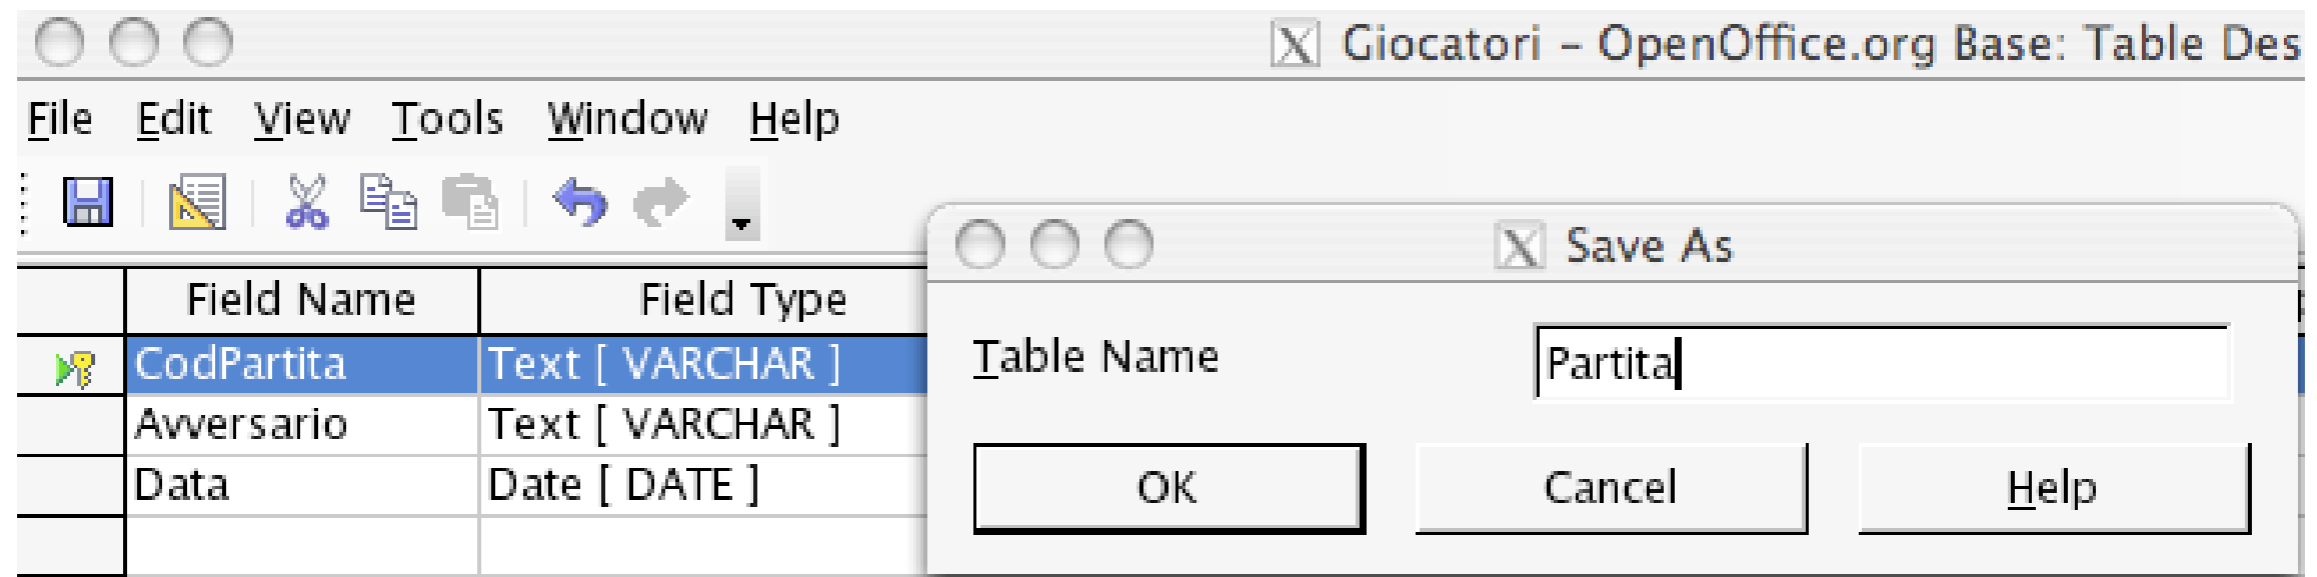 Giocatori – OpenOffice.org Base: Table Des
File Edit View Tools Window Help
Save As
Field Name Field Type
Table Name Partita
CodPartita Text [ VARCHAR ]
Avversario Text [ VARCHAR ]
Data Date [ DATE ]
OK Cancel Help